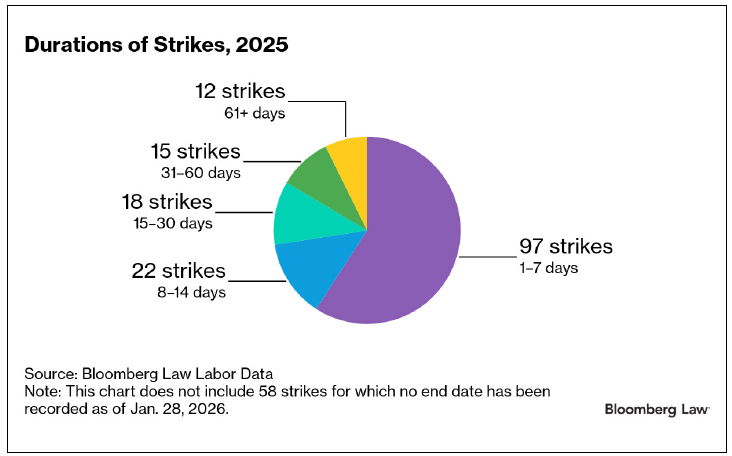 Durations of Strikes, 2025
12 strikes
61+ days
15 strikes
31–60 days
18 strikes
15–30 days
22 strikes
8–14 days
97 strikes
1–7 days
Source: Bloomberg Law Labor Data
Note: This chart does not include 58 strikes for which no end date has been
recorded as of Jan. 28, 2026.
Bloomberg Law